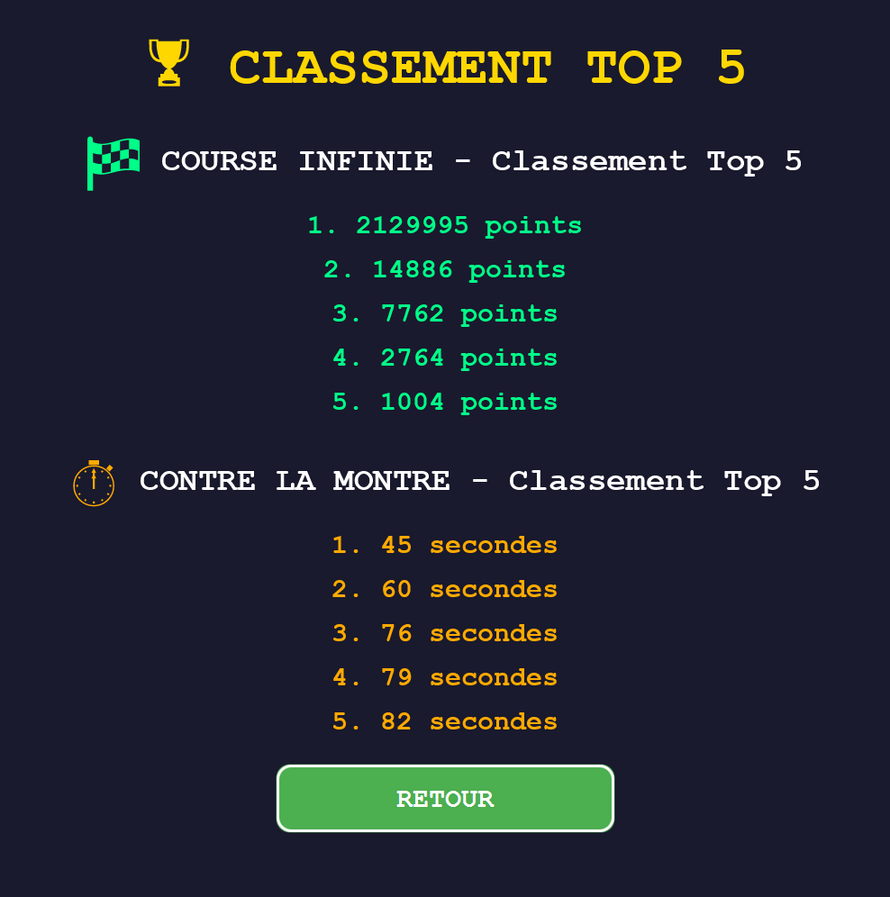 CLASSEMENT TOP 5
COURSE INFINIE - Classement Top 5
1. 2129995 points
2. 14886 points
3. 7762 points
4. 2764 points
5. 1004 points
CONTRE LA MONTRE - Classement Top 5
1. 45 secondes
2. 60 secondes
3. 76 secondes
4. 79 secondes
5. 82 secondes
RETOUR